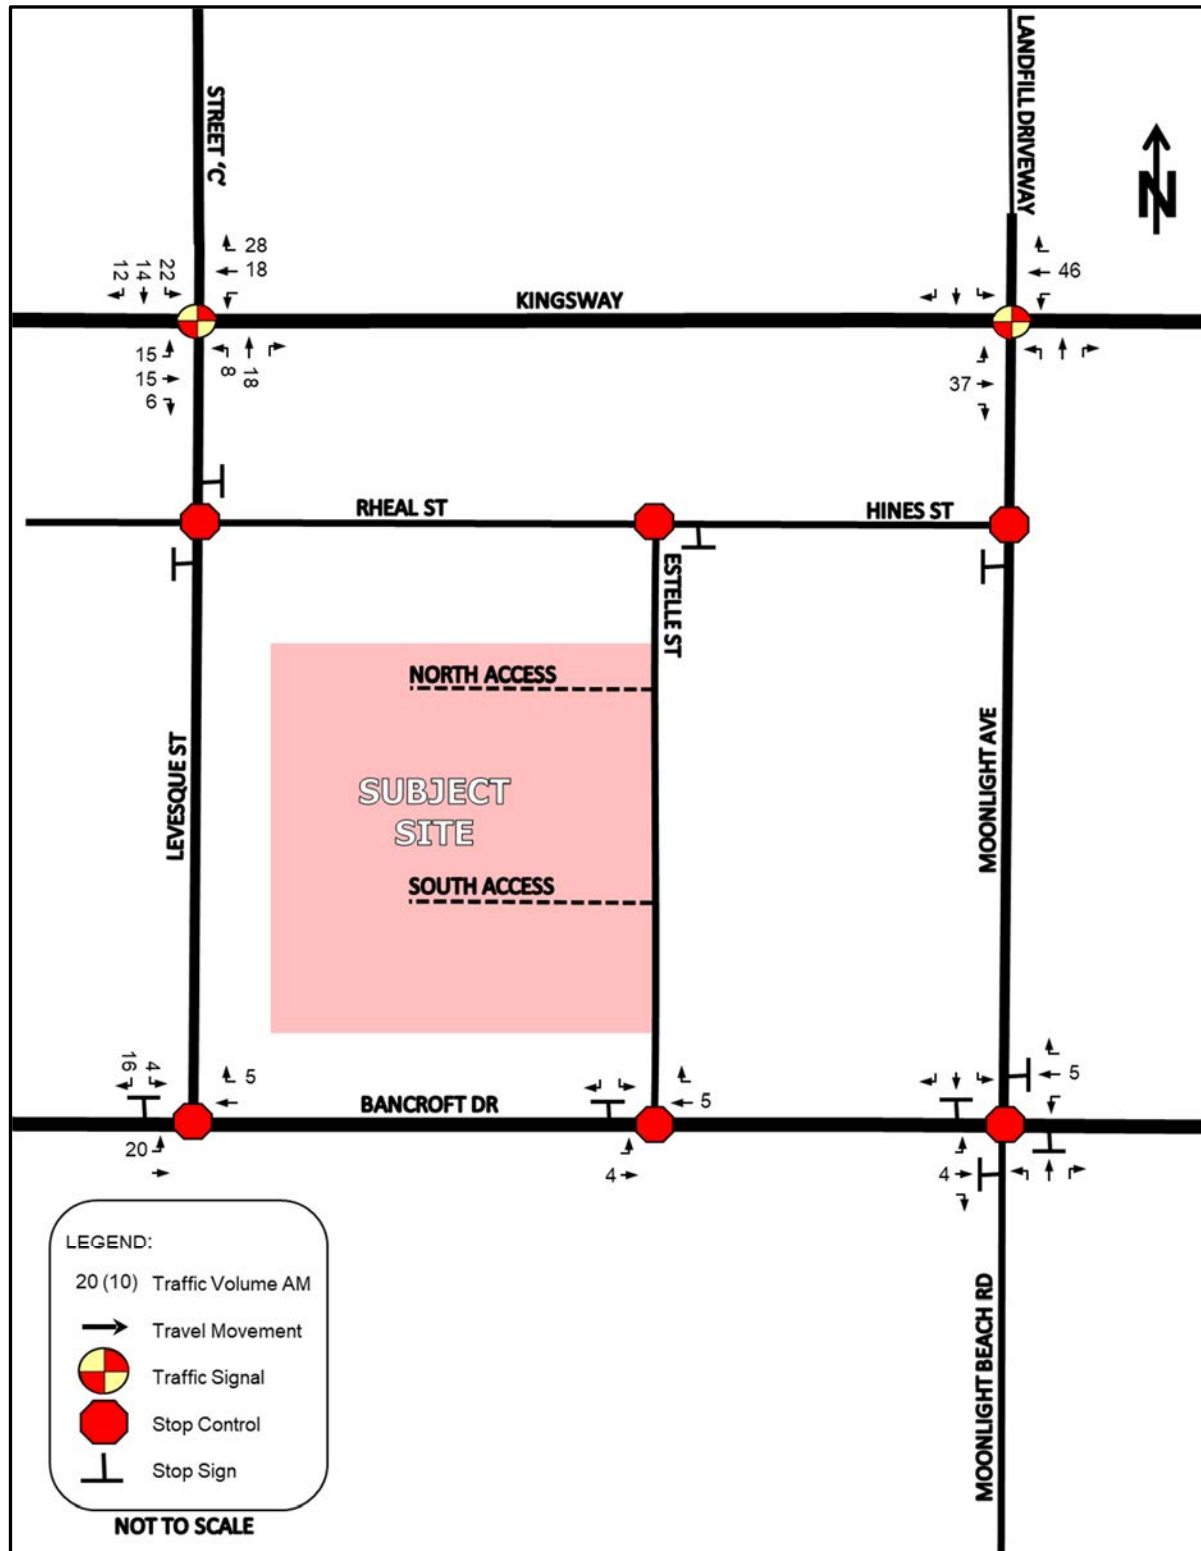 STREET 'C'
LANDFILL DRIVEWAY
N
12
14
22
28
18
46
KINGSWAY
15
15
6
8
18
37
RHEAL ST
HINES ST
ESTELLE ST
NORTH ACCESS
SUBJECT
SITE
LEVESQUE ST
MOONLIGHT AVE
SOUTH ACCESS
16
4
5
BANCROFT DR
5
5
20
4
4
LEGEND:
20 (10) Traffic Volume AM
Travel Movement
Traffic Signal
Stop Control
Stop Sign
NOT TO SCALE
MOONLIGHT BEACH RD